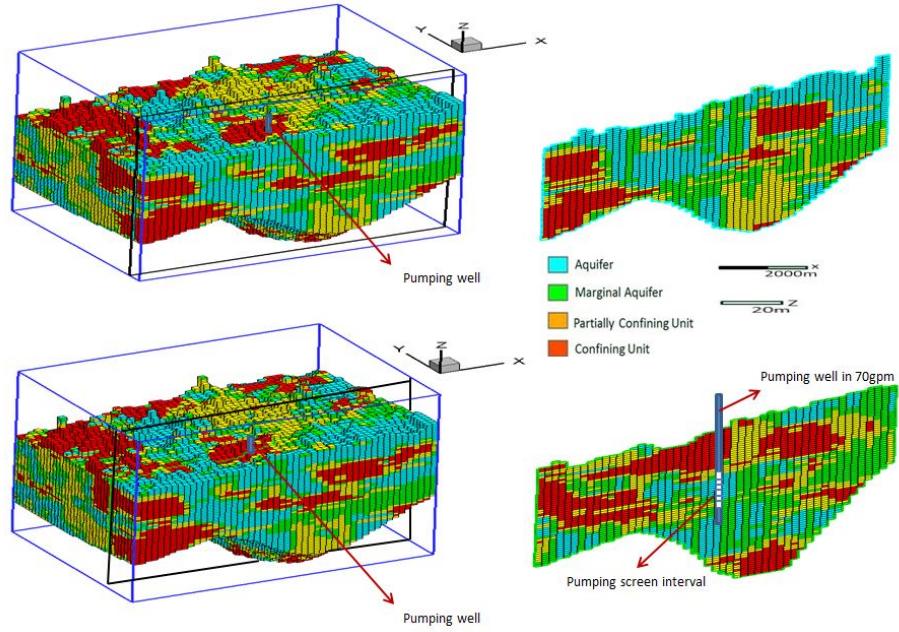 Y Z X
Pumping well
Aquifer
Marginal Aquifer
Partially Confining Unit
Confining Unit
X
2000m
Z
20m
Y Z X
Pumping well in 70gpm
Pumping screen interval
Pumping well